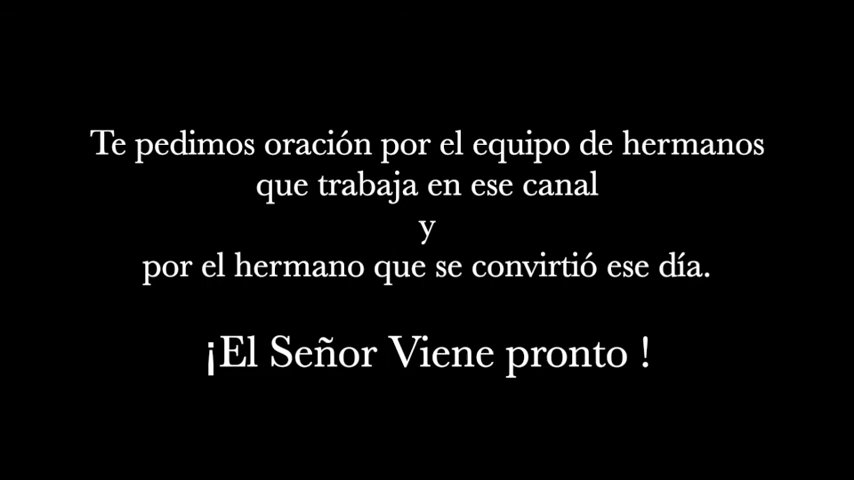 Te pedimos oración por el equipo de hermanos
que trabaja en ese canal
y
por el hermano que se convirtió ese día.
¡El Señor Viene pronto !